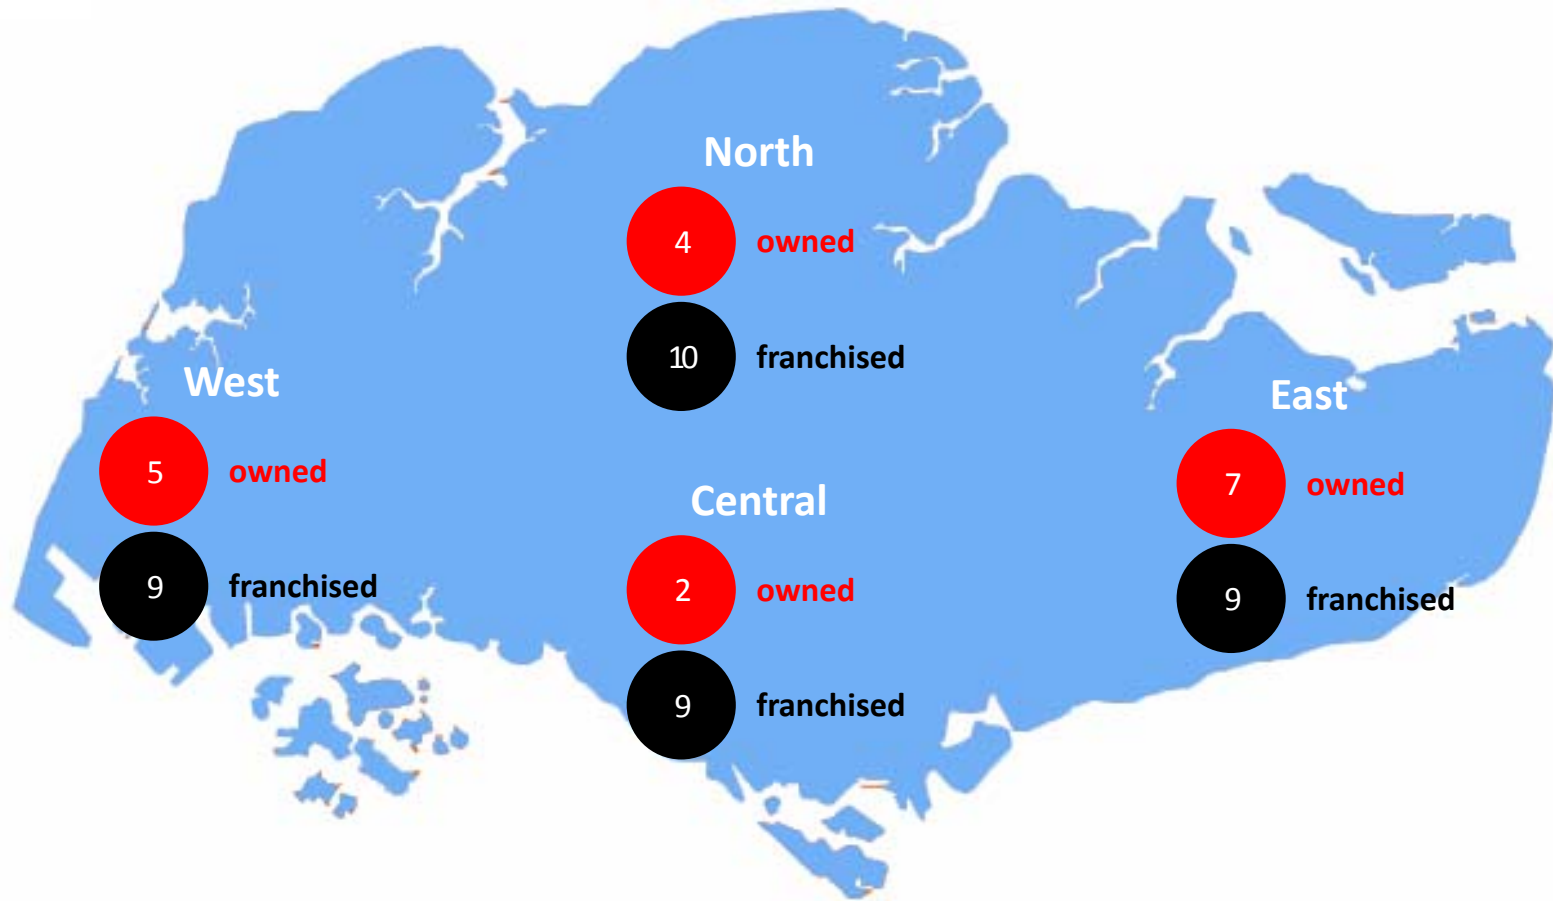 North
4 owned
10 franchised
West
5 owned
9 franchised
Central
2 owned
9 franchised
East
7 owned
9 franchised